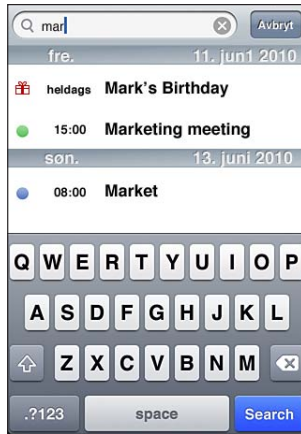 mar Avbryt
fre. 11. jun1 2010
heldags Mark's Birthday
15:00 Marketing meeting
søn. 13. juni 2010
08:00 Market
Q W E R T Y U I O P
A S D F G H J K L
Z X C V B N M
.?123 space Search